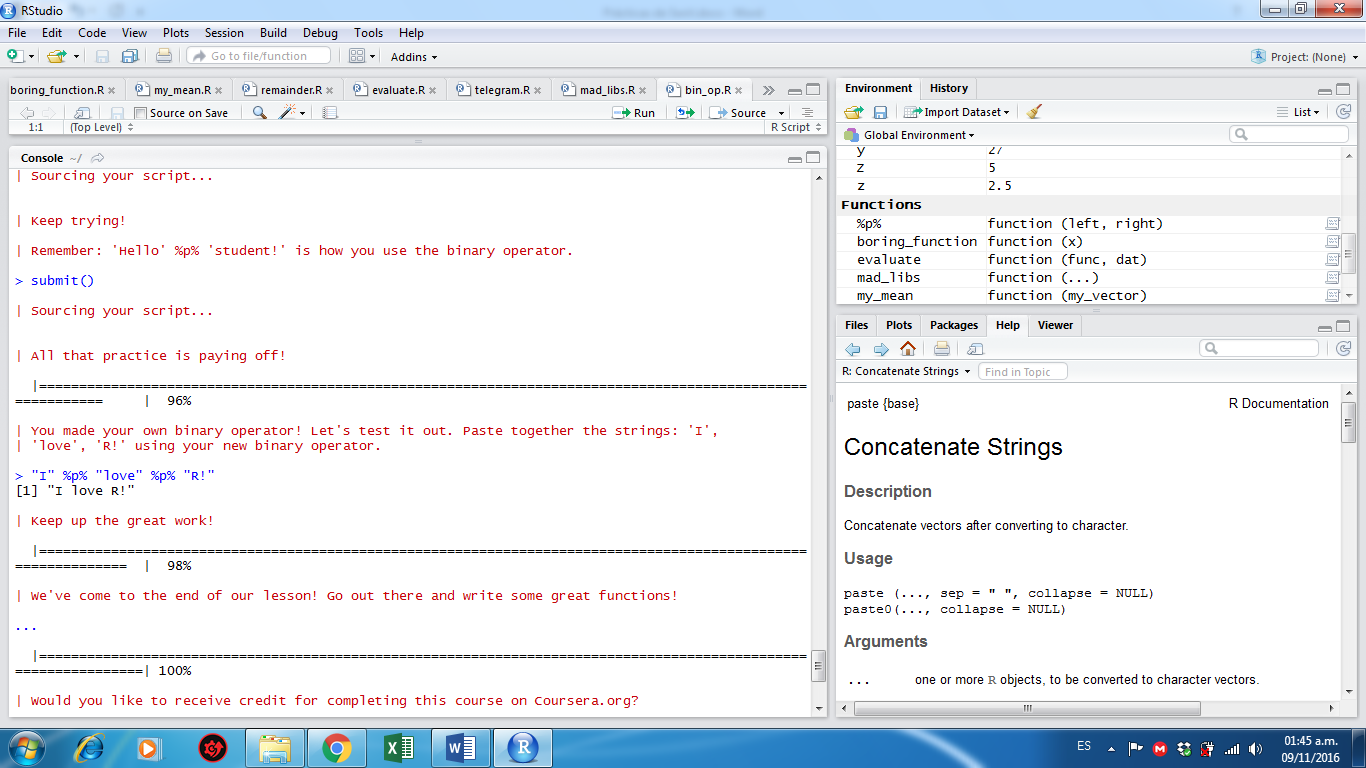 RStudio
File Edit Code View Plots Session Build Debug Tools Help
Go to file/function Addins Project: (None)
boring_function.R my_mean.R remainder.R evaluate.R telegram.R mad_libs.R bin_op.R
Source on Save Run Source
1:1 (Top Level) R Script
Console ~/
| Sourcing your script...
| Keep trying!
| Remember: 'Hello' %p% 'student!' is how you use the binary operator.
> submit()
| Sourcing your script...
| All that practice is paying off!
|================================================================================================
=========== | 96%
| You made your own binary operator! Let's test it out. Paste together the strings: 'I',
| 'love', 'R!' using your new binary operator.
> "I" %p% "love" %p% "R!"
[1] "I love R!"
| Keep up the great work!
|================================================================================================
============== | 98%
| We've come to the end of our lesson! Go out there and write some great functions!
...
|================================================================================================
================| 100%
| Would you like to receive credit for completing this course on Coursera.org?
Environment History
Import Dataset List
Global Environment
y 27
z 5
z 2.5
Functions
%p% function (left, right)
boring_function function (x)
evaluate function (func, dat)
mad_libs function (...)
my_mean function (my_vector)
Files Plots Packages Help Viewer
R: Concatenate Strings Find in Topic
paste {base} R Documentation
Concatenate Strings
Description
Concatenate vectors after converting to character.
Usage
paste (..., sep = " ", collapse = NULL)
paste0(..., collapse = NULL)
Arguments
... one or more R objects, to be converted to character vectors.
ES 01:45 a.m.
09/11/2016